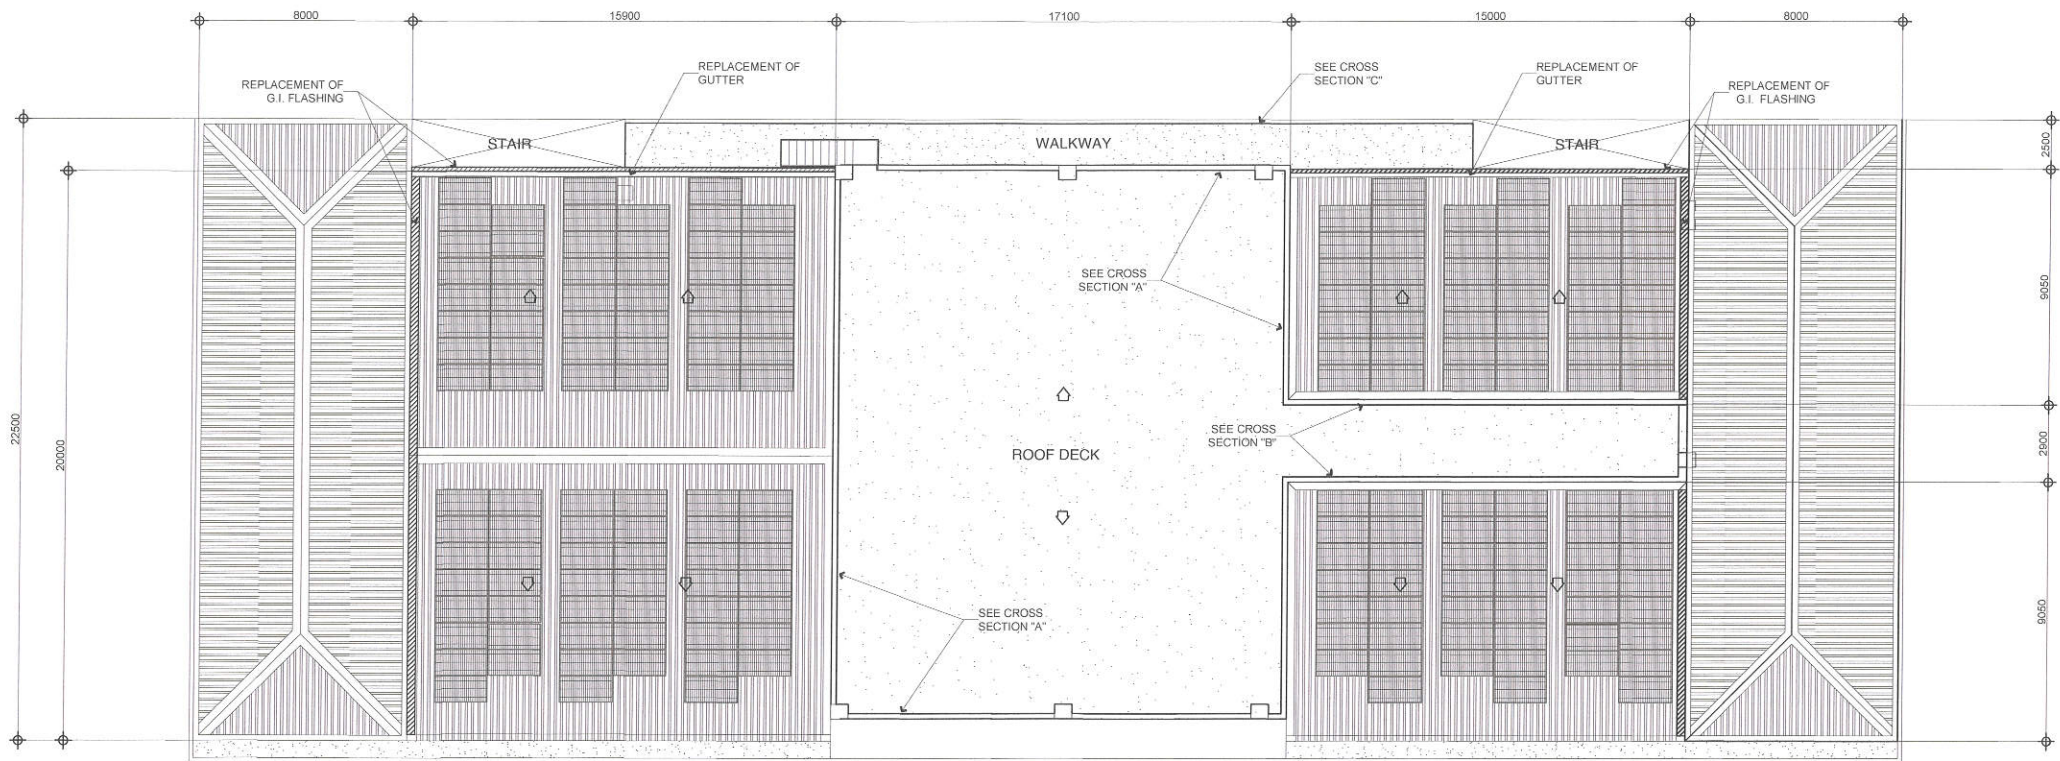 8000
15900
17100
15000
8000
REPLACEMENT OF
G.I. FLASHING
REPLACEMENT OF
GUTTER
SEE CROSS
SECTION "C"
REPLACEMENT OF
GUTTER
REPLACEMENT OF
G.I. FLASHING
STAIR
WALKWAY
STAIR
2500
SEE CROSS
SECTION "A"
9050
22500
20000
SEE CROSS
SECTION "B"
ROOF DECK
2900
SEE CROSS
SECTION "A"
9050